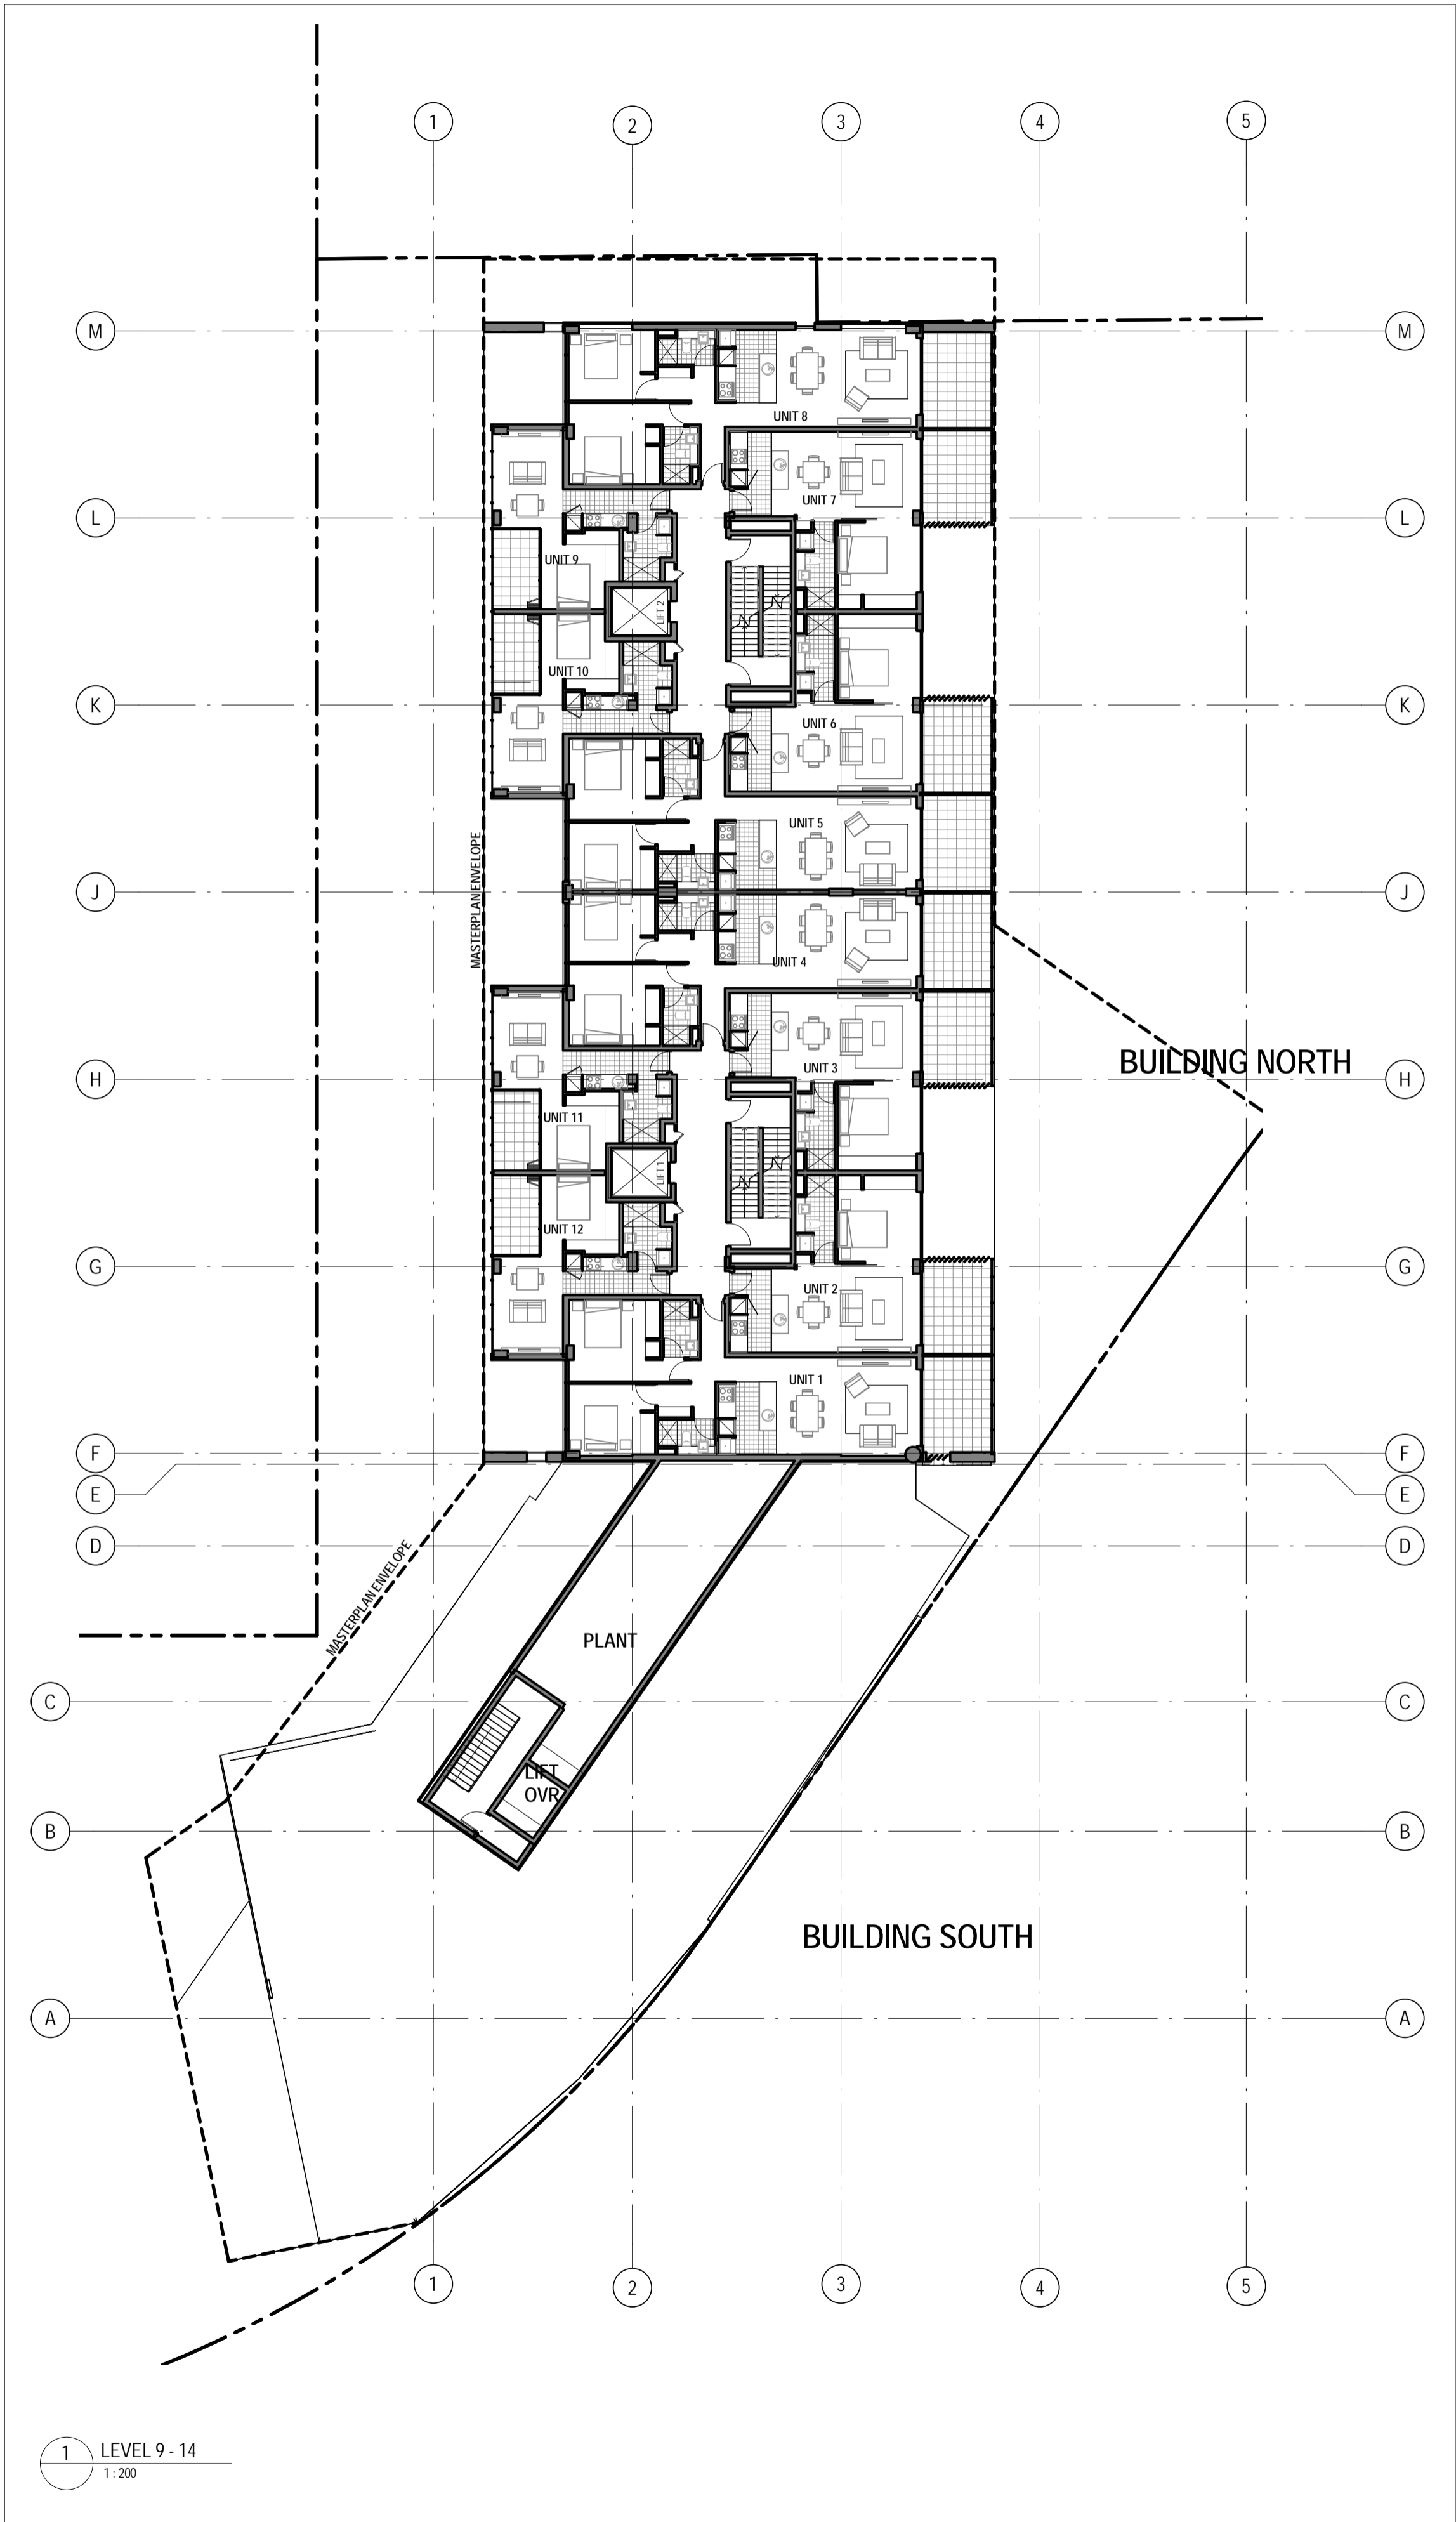 1
2
3
4
5
M
M
UNIT 8
UNIT 7
L
L
UNIT 9
LIFT 2
UNIT 10
K
K
UNIT 6
UNIT 5
MASTERPLAN ENVELOPE
J
J
UNIT 4
BUILDING NORTH
UNIT 3
H
H
UNIT 11
LIFT 1
UNIT 12
G
G
UNIT 2
UNIT 1
F
F
E
E
D
D
MASTERPLAN ENVELOPE
PLANT
C
C
LIFT
OVR
B
B
BUILDING SOUTH
A
A
1
2
3
4
5
1
LEVEL 9 - 14
1 : 200